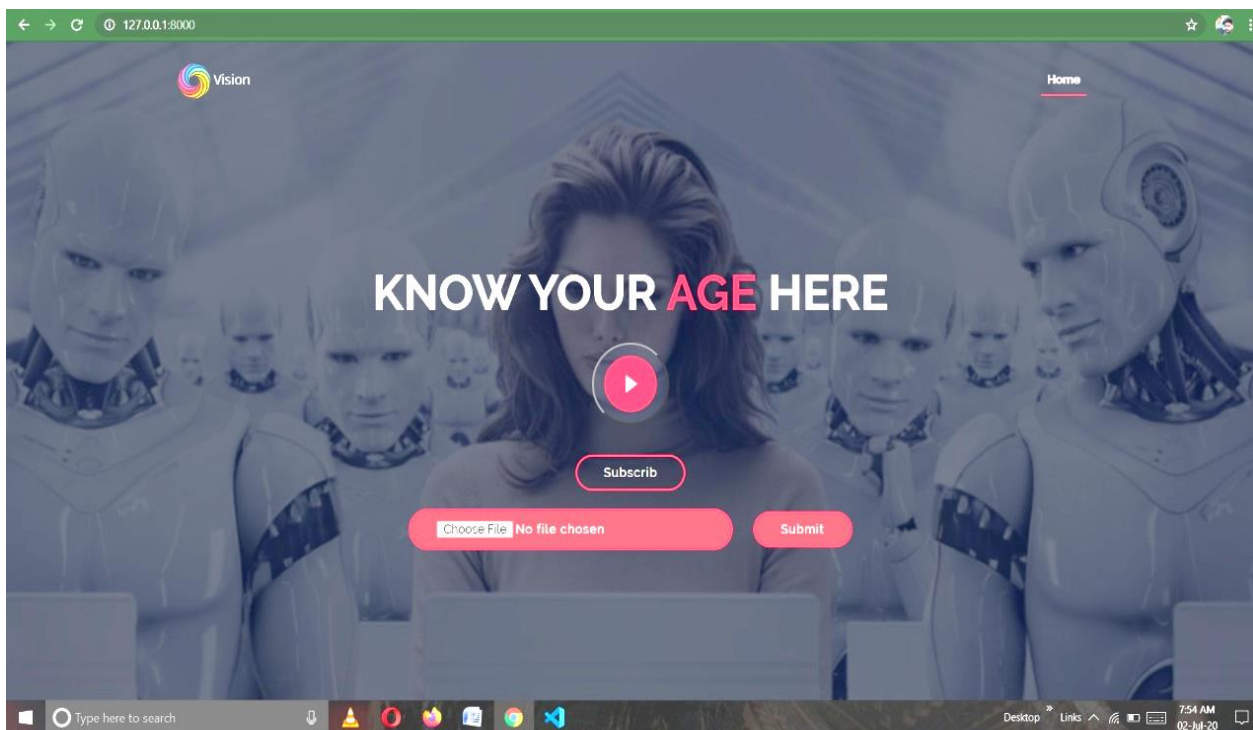 127.0.0.1:8000
Vision
Home
KNOW YOUR AGE HERE
Subscrib
Choose File No file chosen
Submit
Type here to search
Desktop
Links
7:54 AM
02-Jul-20